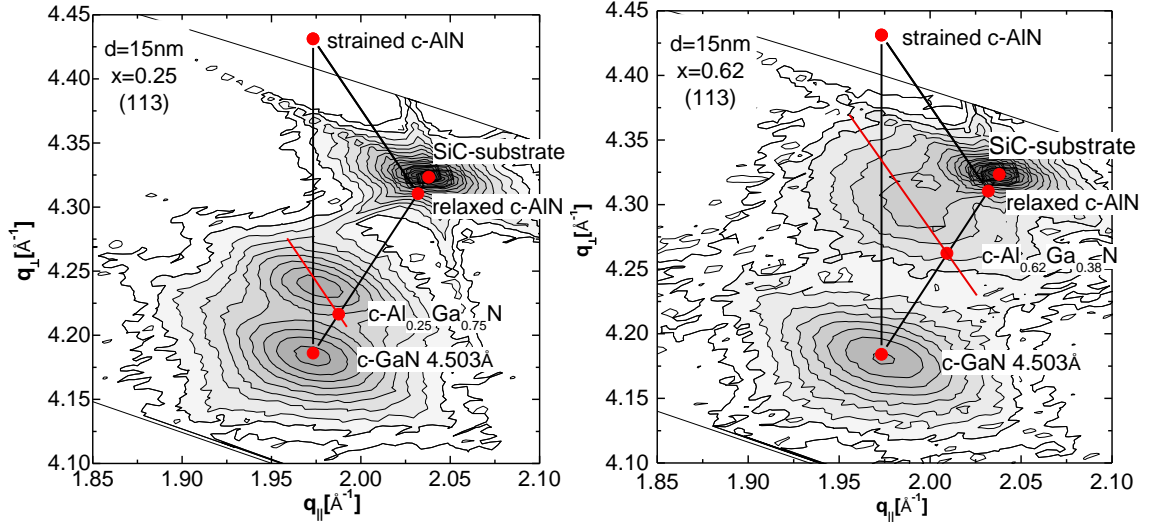 4.45
4.40
4.35
4.30
4.25
4.20
4.15
4.10
q⊥[Å⁻¹]
d=15nm
x=0.25
(113)
strained c-AlN
SiC-substrate
relaxed c-AlN
c-Al₀.₂₅Ga₀.₇₅N
c-GaN 4.503Å
1.85 1.90 1.95 2.00 2.05 2.10
q||[Å⁻¹]
4.45
4.40
4.35
4.30
4.25
4.20
4.15
4.10
q⊥[Å⁻¹]
d=15nm
x=0.62
(113)
strained c-AlN
SiC-substrate
relaxed c-AlN
c-Al₀.₆₂Ga₀.₃₈N
c-GaN 4.503Å
1.85 1.90 1.95 2.00 2.05 2.10
q||[Å⁻¹]